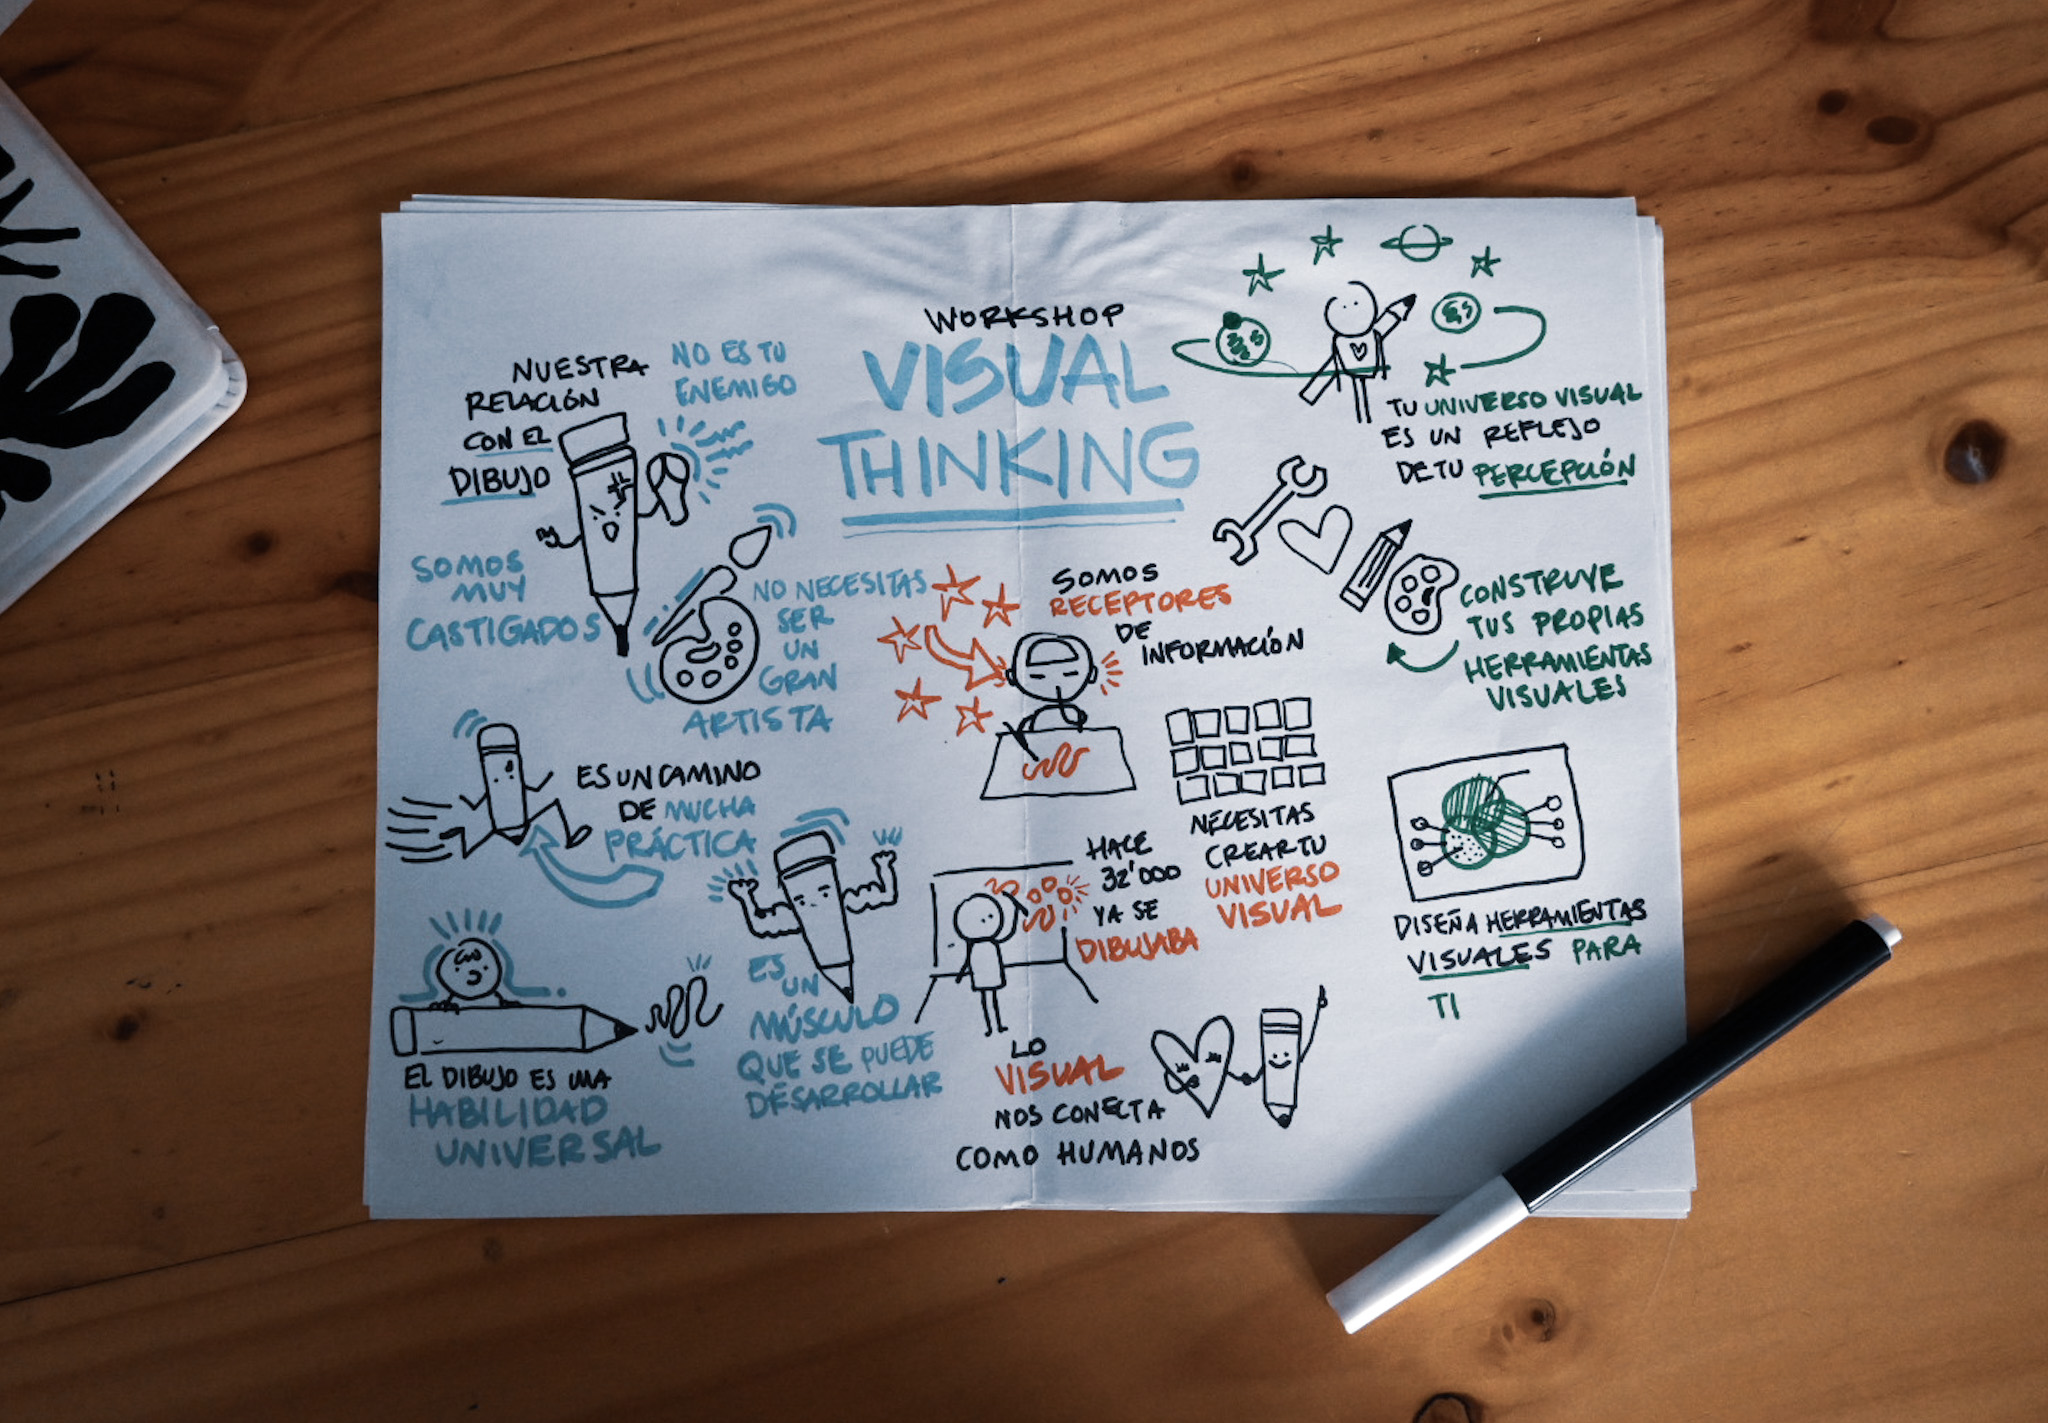 WORKSHOP
VISUAL
THINKING
NUESTRA
RELACIÓN
CON EL
DIBUJO
NO ES TU
ENEMIGO
SOMOS
MUY
CASTIGADOS
NO NECESITAS
SER
UN
GRAN
ARTISTA
ES UN CAMINO
DE MUCHA
PRÁCTICA
ES
UN
MÚSCULO
QUE SE PUEDE
DESARROLLAR
EL DIBUJO ES UNA
HABILIDAD
UNIVERSAL
SOMOS
RECEPTORES
DE
INFORMACIÓN
NECESITAS
CREAR TU
UNIVERSO
VISUAL
HACE
32'000
YA SE
DIBUJABA
LO
VISUAL
NOS CONECTA
COMO HUMANOS
TU UNIVERSO VISUAL
ES UN REFLEJO
DE TU PERCEPCIÓN
CONSTRUYE
TUS PROPIAS
HERRAMIENTAS
VISUALES
DISEÑA HERRAMIENTAS
VISUALES PARA
TI